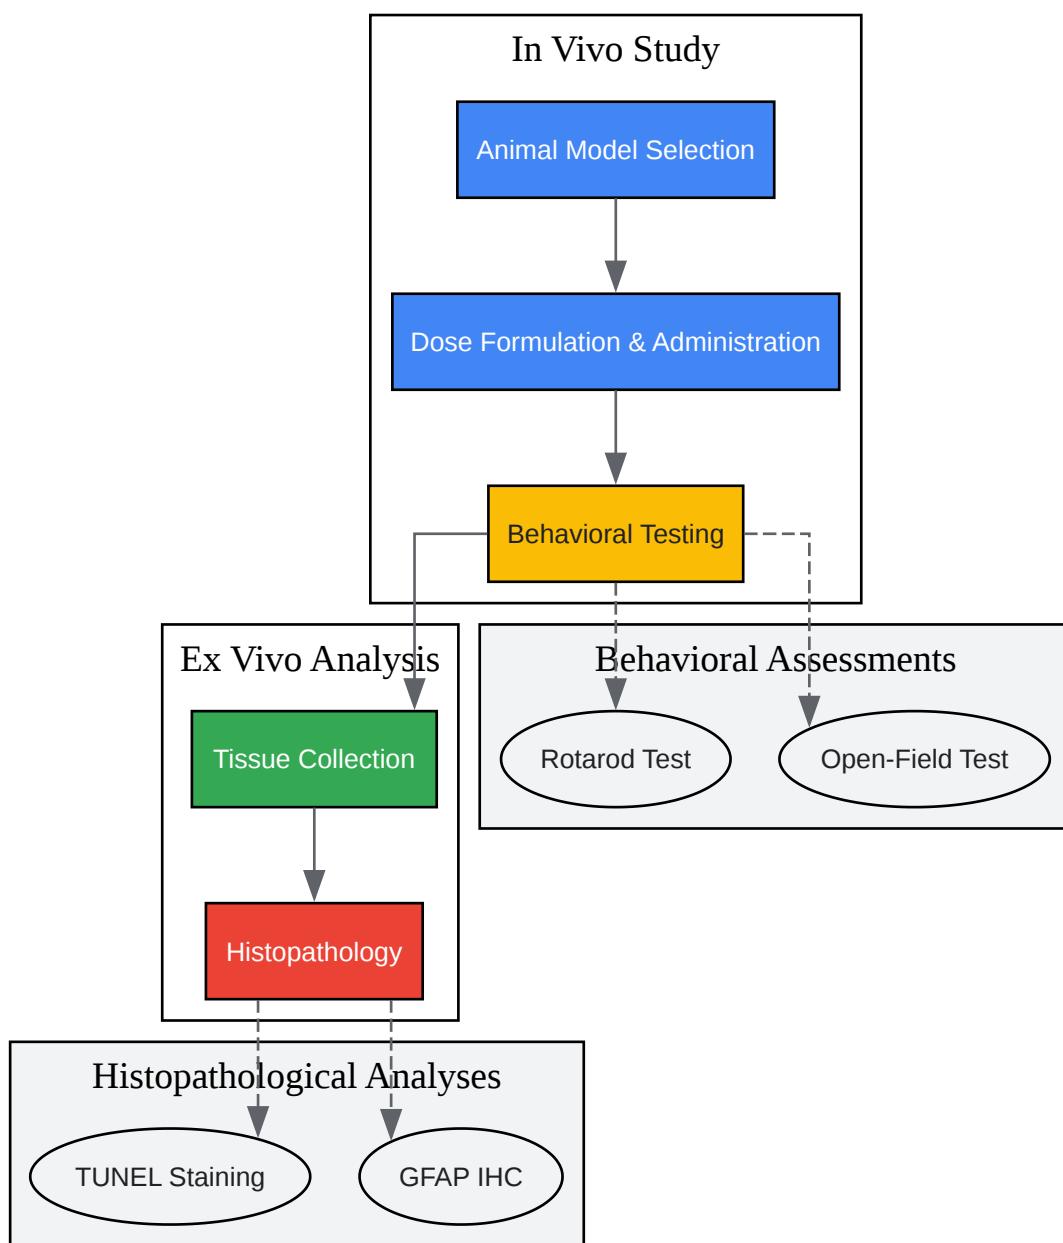 In Vivo Study
Animal Model Selection
Dose Formulation & Administration
Behavioral Testing
Ex Vivo Analysis
Behavioral Assessments
Tissue Collection
Rotarod Test
Open-Field Test
Histopathology
Histopathological Analyses
TUNEL Staining
GFAP IHC